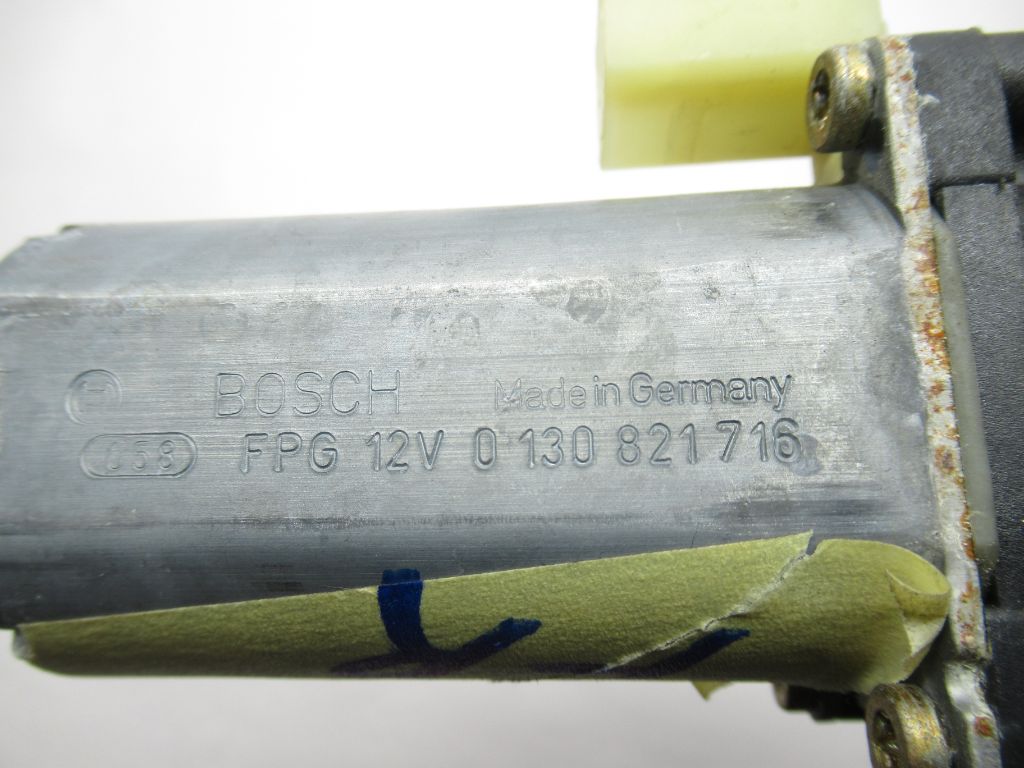 BOSCH Made in Germany
058 FPG 12V 0 130 821 716